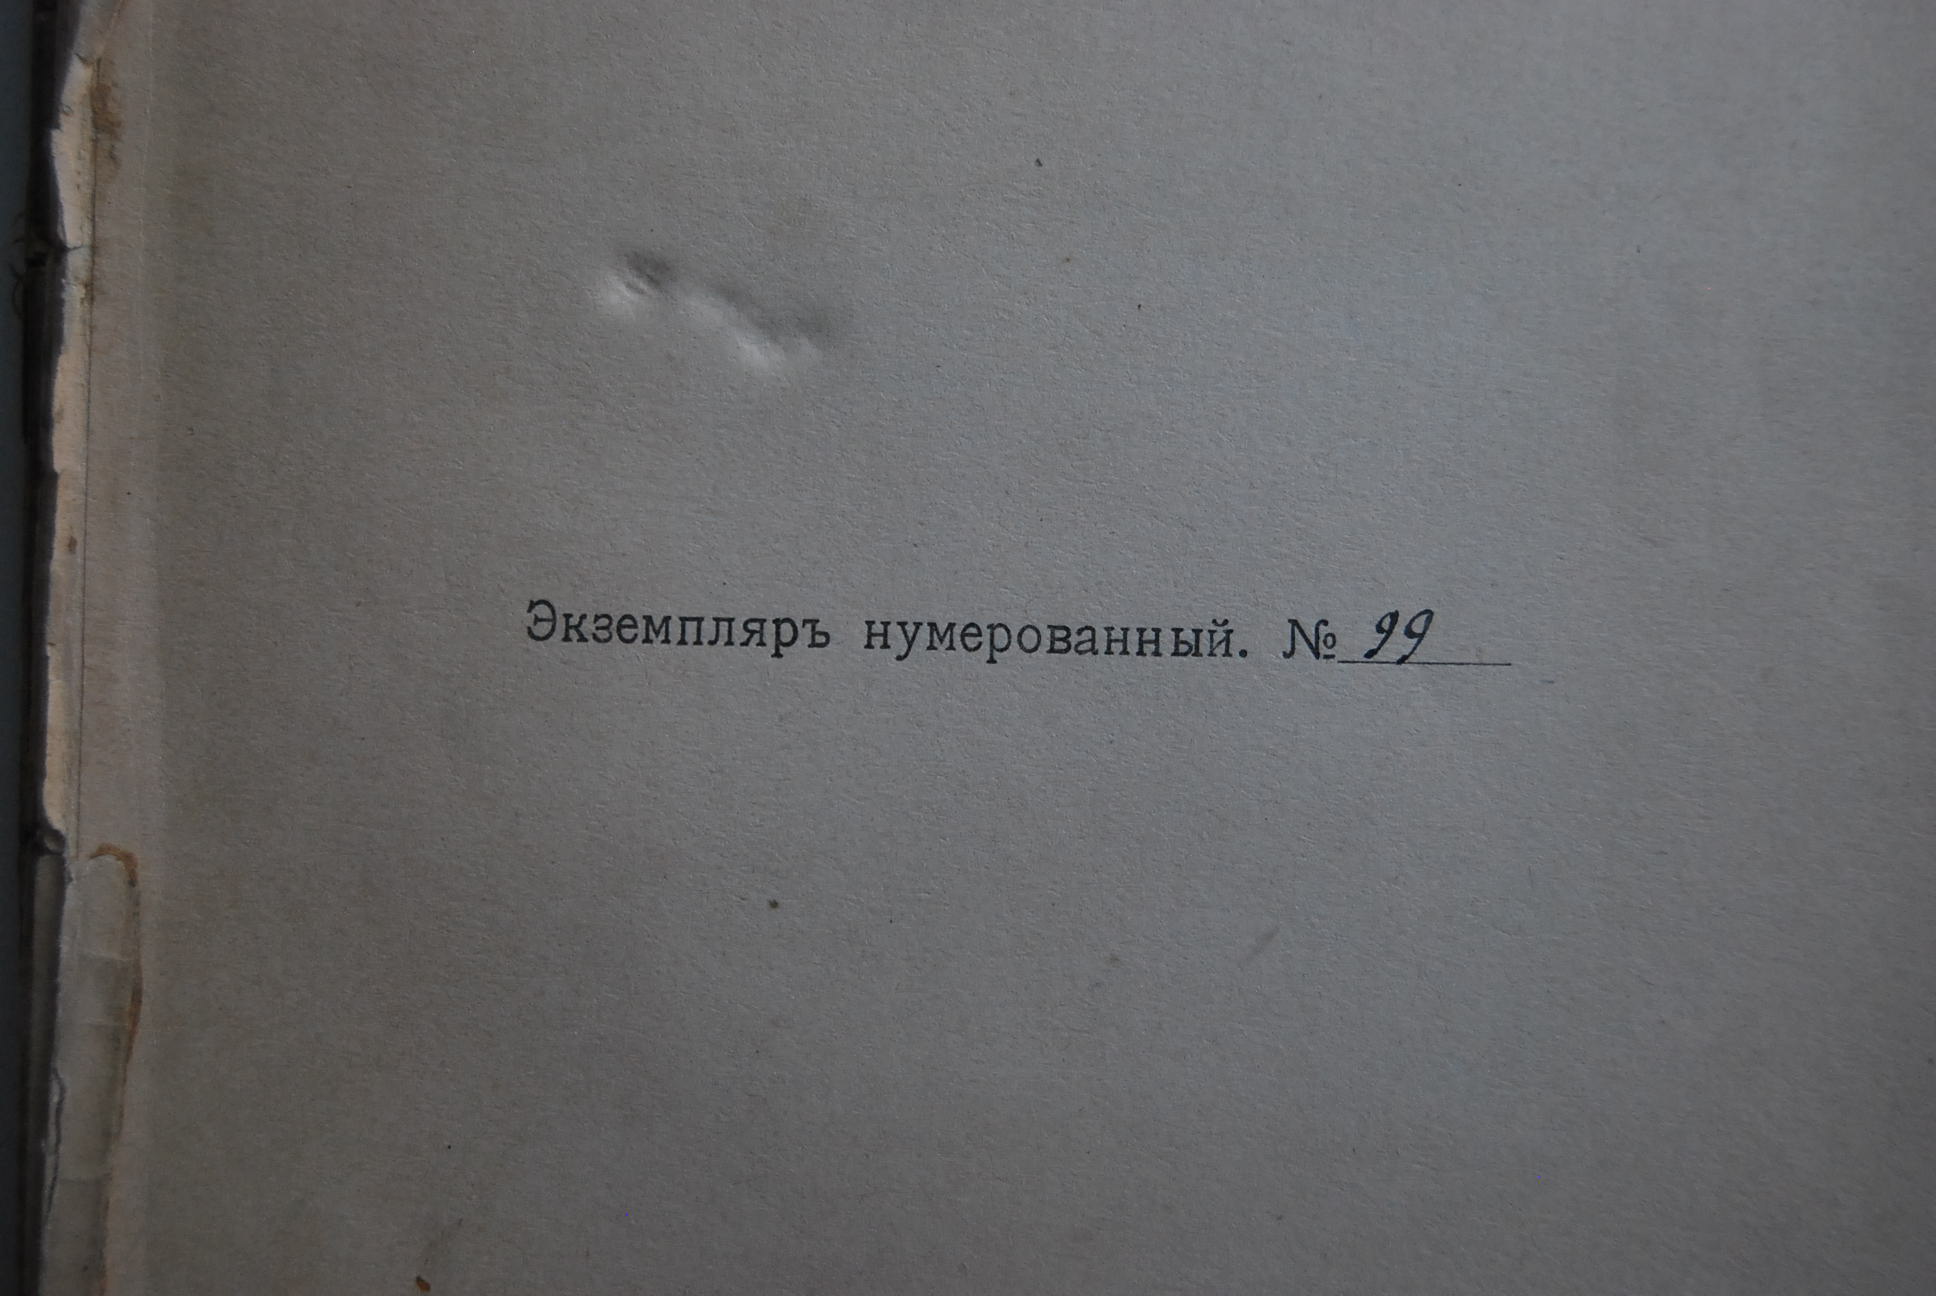 Экземпляръ нумерованный. № 99